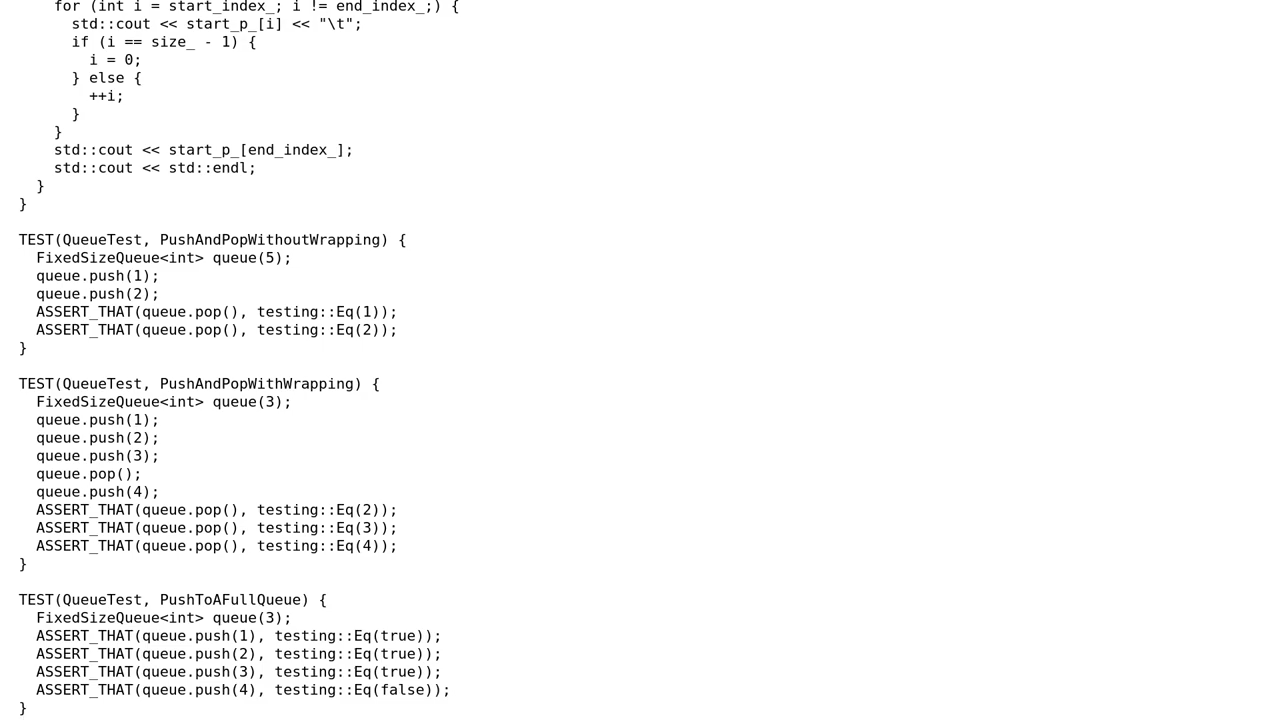 for (int i = start_index_; i != end_index_;) {
      std::cout << start_p_[i] << "\t";
      if (i == size_ - 1) {
        i = 0;
      } else {
        ++i;
      }
    }
    std::cout << start_p_[end_index_];
    std::cout << std::endl;
  }
}

TEST(QueueTest, PushAndPopWithoutWrapping) {
  FixedSizeQueue<int> queue(5);
  queue.push(1);
  queue.push(2);
  ASSERT_THAT(queue.pop(), testing::Eq(1));
  ASSERT_THAT(queue.pop(), testing::Eq(2));
}

TEST(QueueTest, PushAndPopWithWrapping) {
  FixedSizeQueue<int> queue(3);
  queue.push(1);
  queue.push(2);
  queue.push(3);
  queue.pop();
  queue.push(4);
  ASSERT_THAT(queue.pop(), testing::Eq(2));
  ASSERT_THAT(queue.pop(), testing::Eq(3));
  ASSERT_THAT(queue.pop(), testing::Eq(4));
}

TEST(QueueTest, PushToAFullQueue) {
  FixedSizeQueue<int> queue(3);
  ASSERT_THAT(queue.push(1), testing::Eq(true));
  ASSERT_THAT(queue.push(2), testing::Eq(true));
  ASSERT_THAT(queue.push(3), testing::Eq(true));
  ASSERT_THAT(queue.push(4), testing::Eq(false));
}